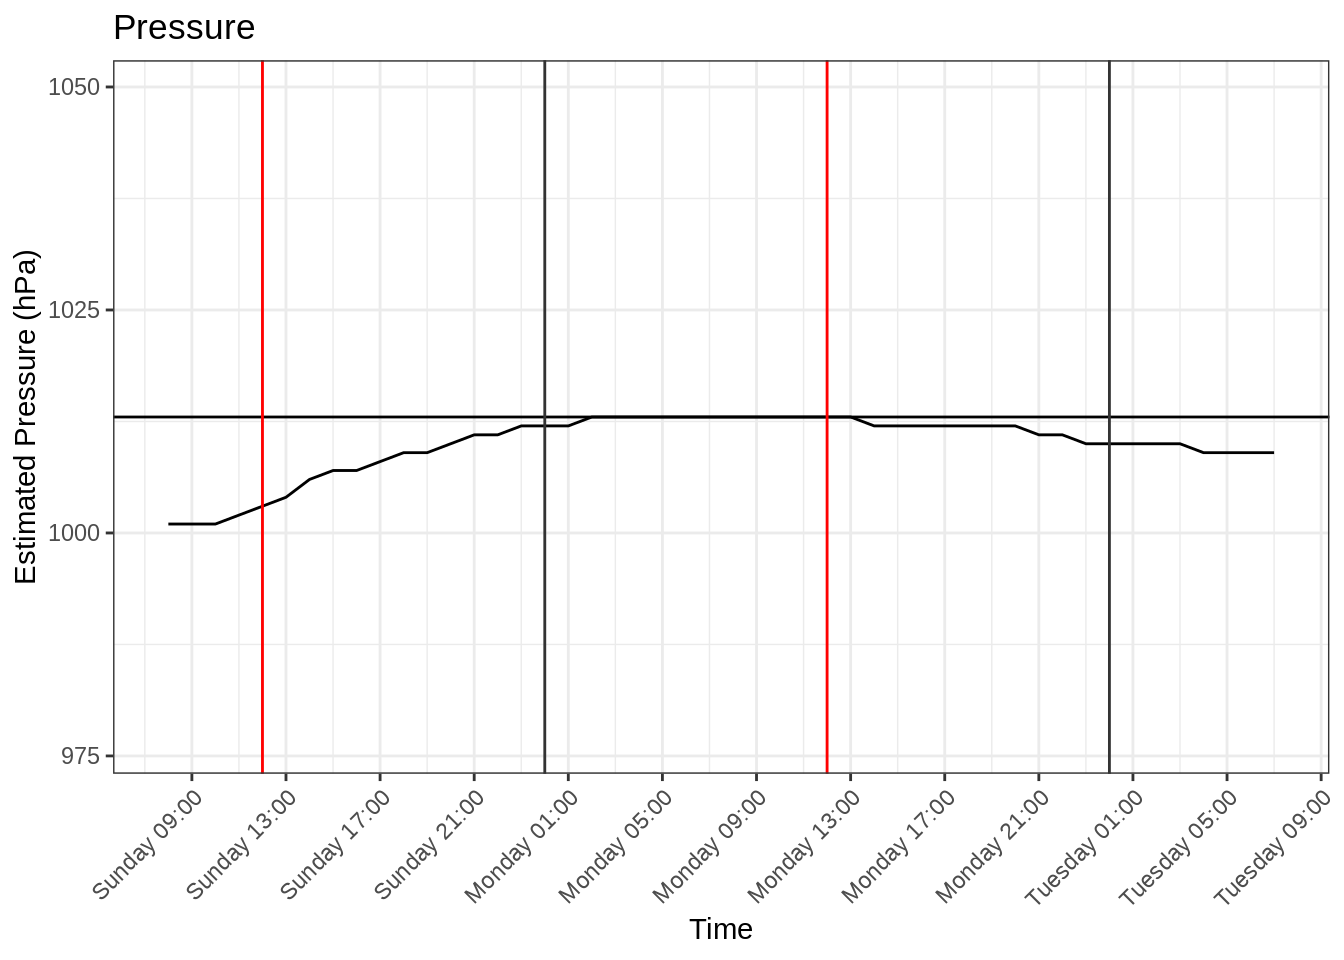 Pressure
Estimated Pressure (hPa)
1050
1025
1000
975
Sunday 09:00
Sunday 13:00
Sunday 17:00
Sunday 21:00
Monday 01:00
Monday 05:00
Monday 09:00
Monday 13:00
Monday 17:00
Monday 21:00
Tuesday 01:00
Tuesday 05:00
Tuesday 09:00
Time